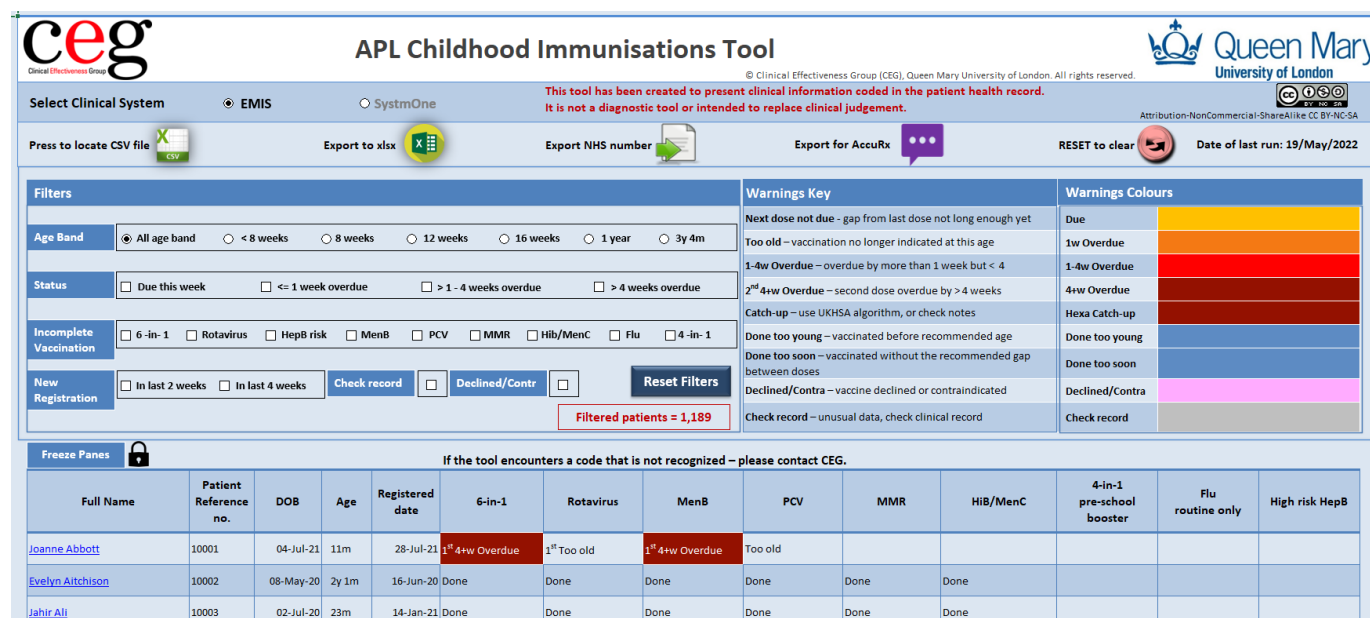 ceg
Clinical Effectiveness Group
APL Childhood Immunisations Tool
Queen Mary
University of London
© Clinical Effectiveness Group (CEG), Queen Mary University of London. All rights reserved.
Select Clinical System EMIS SystmOne
This tool has been created to present clinical information coded in the patient health record.
It is not a diagnostic tool or intended to replace clinical judgement.
cc BY NC SA
Attribution-NonCommercial-ShareAlike CC BY-NC-SA
Press to locate CSV file CSV Export to xlsx Export NHS number Export for AccuRx RESET to clear Date of last run: 19/May/2022
Filters
Age Band All age band < 8 weeks 8 weeks 12 weeks 16 weeks 1 year 3y 4m
Status Due this week <= 1 week overdue > 1 - 4 weeks overdue > 4 weeks overdue
Incomplete
Vaccination
6 -in- 1 Rotavirus HepB risk MenB PCV MMR Hib/MenC Flu 4 -in- 1
New
Registration
In last 2 weeks In last 4 weeks Check record Declined/Contr Reset Filters
Filtered patients = 1,189
Warnings Key
Next dose not due - gap from last dose not long enough yet
Too old – vaccination no longer indicated at this age
1-4w Overdue – overdue by more than 1 week but < 4
2nd 4+w Overdue – second dose overdue by > 4 weeks
Catch-up – use UKHSA algorithm, or check notes
Done too young – vaccinated before recommended age
Done too soon – vaccinated without the recommended gap
between doses
Declined/Contra – vaccine declined or contraindicated
Check record – unusual data, check clinical record
Warnings Colours
Due
1w Overdue
1-4w Overdue
4+w Overdue
Hexa Catch-up
Done too young
Done too soon
Declined/Contra
Check record
Freeze Panes
If the tool encounters a code that is not recognized – please contact CEG.
Full Name Patient Reference no. DOB Age Registered date 6-in-1 Rotavirus MenB PCV MMR HiB/MenC 4-in-1 pre-school booster Flu routine only High risk HepB
Joanne Abbott 10001 04-Jul-21 11m 28-Jul-21 1st 4+w Overdue 1st Too old 1st 4+w Overdue Too old
Evelyn Aitchison 10002 08-May-20 2y 1m 16-Jun-20 Done Done Done Done Done Done
Jahir Ali 10003 02-Jul-20 23m 14-Jan-21 Done Done Done Done Done Done